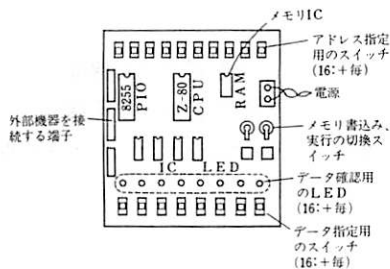 メモリIC
アドレス指定
用のスイッチ
(16:+毎)
8255
PIO
Z-80
CPU
RAM
電源
外部機器を接
続する端子
メモリ書込み、
実行の切換ス
イッチ
IC LED
データ確認用
のLED
(16:+毎)
データ指定用
のスイッチ
(16:+毎)